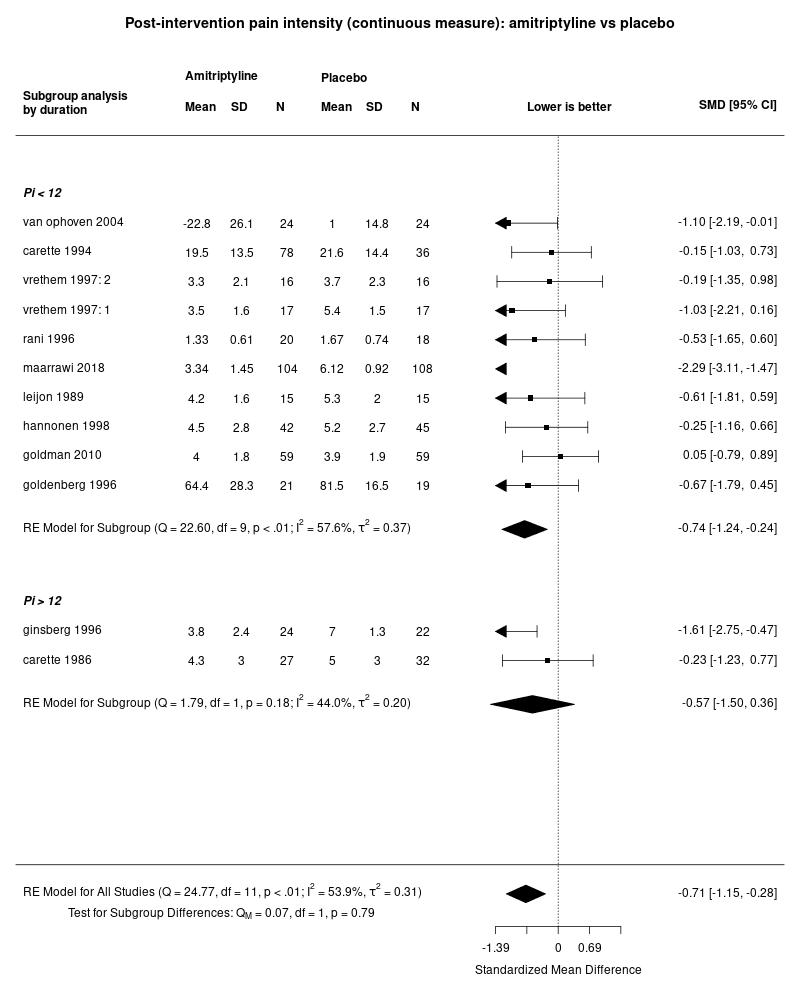 Post-intervention pain intensity (continuous measure): amitriptyline vs placebo
Amitriptyline Placebo
Subgroup analysis
by duration
Mean SD N Mean SD N Lower is better SMD [95% CI]
Pi < 12
van ophoven 2004 -22.8 26.1 24 1 14.8 24 -1.10 [-2.19, -0.01]
carette 1994 19.5 13.5 78 21.6 14.4 36 -0.15 [-1.03, 0.73]
vrethem 1997: 2 3.3 2.1 16 3.7 2.3 16 -0.19 [-1.35, 0.98]
vrethem 1997: 1 3.5 1.6 17 5.4 1.5 17 -1.03 [-2.21, 0.16]
rani 1996 1.33 0.61 20 1.67 0.74 18 -0.53 [-1.65, 0.60]
maarrawi 2018 3.34 1.45 104 6.12 0.92 108 -2.29 [-3.11, -1.47]
leijon 1989 4.2 1.6 15 5.3 2 15 -0.61 [-1.81, 0.59]
hannonen 1998 4.5 2.8 42 5.2 2.7 45 -0.25 [-1.16, 0.66]
goldman 2010 4 1.8 59 3.9 1.9 59 0.05 [-0.79, 0.89]
goldenberg 1996 64.4 28.3 21 81.5 16.5 19 -0.67 [-1.79, 0.45]
RE Model for Subgroup (Q = 22.60, df = 9, p < .01; I² = 57.6%, τ² = 0.37) -0.74 [-1.24, -0.24]
Pi > 12
ginsberg 1996 3.8 2.4 24 7 1.3 22 -1.61 [-2.75, -0.47]
carette 1986 4.3 3 27 5 3 32 -0.23 [-1.23, 0.77]
RE Model for Subgroup (Q = 1.79, df = 1, p = 0.18; I² = 44.0%, τ² = 0.20) -0.57 [-1.50, 0.36]
RE Model for All Studies (Q = 24.77, df = 11, p < .01; I² = 53.9%, τ² = 0.31) -0.71 [-1.15, -0.28]
Test for Subgroup Differences: QM = 0.07, df = 1, p = 0.79
-1.39 0 0.69
Standardized Mean Difference